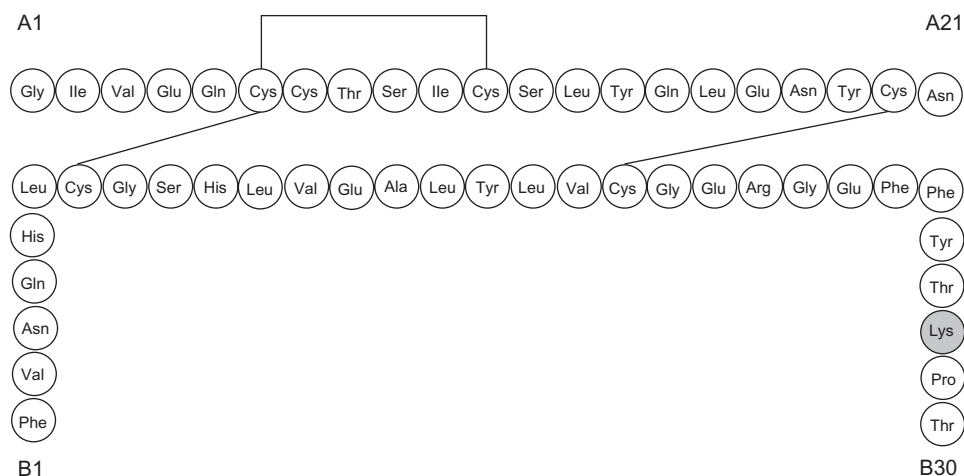 A1 A21
Gly Ile Val Glu Gln Cys Cys Thr Ser Ile Cys Ser Leu Tyr Gln Leu Glu Asn Tyr Cys Asn
Leu Cys Gly Ser His Leu Val Glu Ala Leu Tyr Leu Val Cys Gly Glu Arg Gly Glu Phe Phe
His Tyr
Gln Thr
Asn Lys
Val Pro
Phe Thr
B1 B30